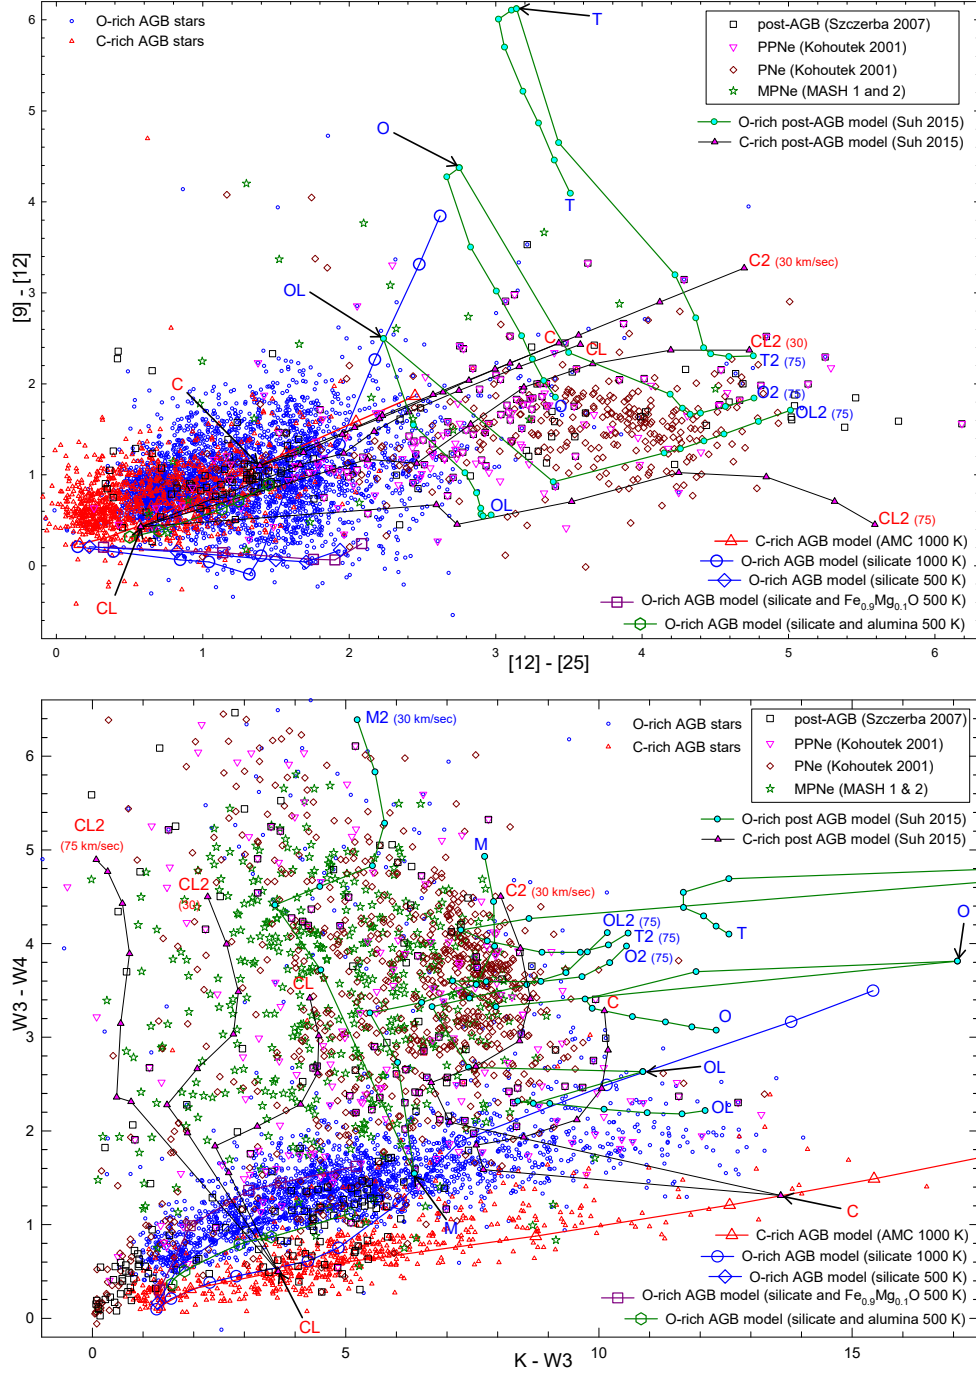 O-rich AGB stars
C-rich AGB stars
post-AGB (Szczerba 2007)
PPNe (Kohoutek 2001)
PNe (Kohoutek 2001)
MPNe (MASH 1 and 2)
O-rich post-AGB model (Suh 2015)
C-rich post-AGB model (Suh 2015)
T
O
T
OL
C2 (30 km/sec)
C
CL
CL2 (30)
T2 (75)
C
O2 (75)
O
OL2 (75)
OL
CL2 (75)
CL
C-rich AGB model (AMC 1000 K)
O-rich AGB model (silicate 1000 K)
O-rich AGB model (silicate 500 K)
O-rich AGB model (silicate and Fe0.9Mg0.1O 500 K)
O-rich AGB model (silicate and alumina 500 K)
6
5
4
3
2
1
0
[9] - [12]
0 1 2 3 4 5 6
[12] - [25]
M2 (30 km/sec)
O-rich AGB stars
C-rich AGB stars
post-AGB (Szczerba 2007)
PPNe (Kohoutek 2001)
PNe (Kohoutek 2001)
MPNe (MASH 1 & 2)
O-rich post AGB model (Suh 2015)
C-rich post AGB model (Suh 2015)
CL2
(75 km/sec)
M
CL2
(30)
C2 (30 km/sec)
OL2 (75)
T2 (75)
O2 (75)
T
O
CL
C
O
OL
OL
M
C
CL
C-rich AGB model (AMC 1000 K)
O-rich AGB model (silicate 1000 K)
O-rich AGB model (silicate 500 K)
O-rich AGB model (silicate and Fe0.9Mg0.1O 500 K)
O-rich AGB model (silicate and alumina 500 K)
6
5
4
3
2
1
0
W3 - W4
0 5 10 15
K - W3